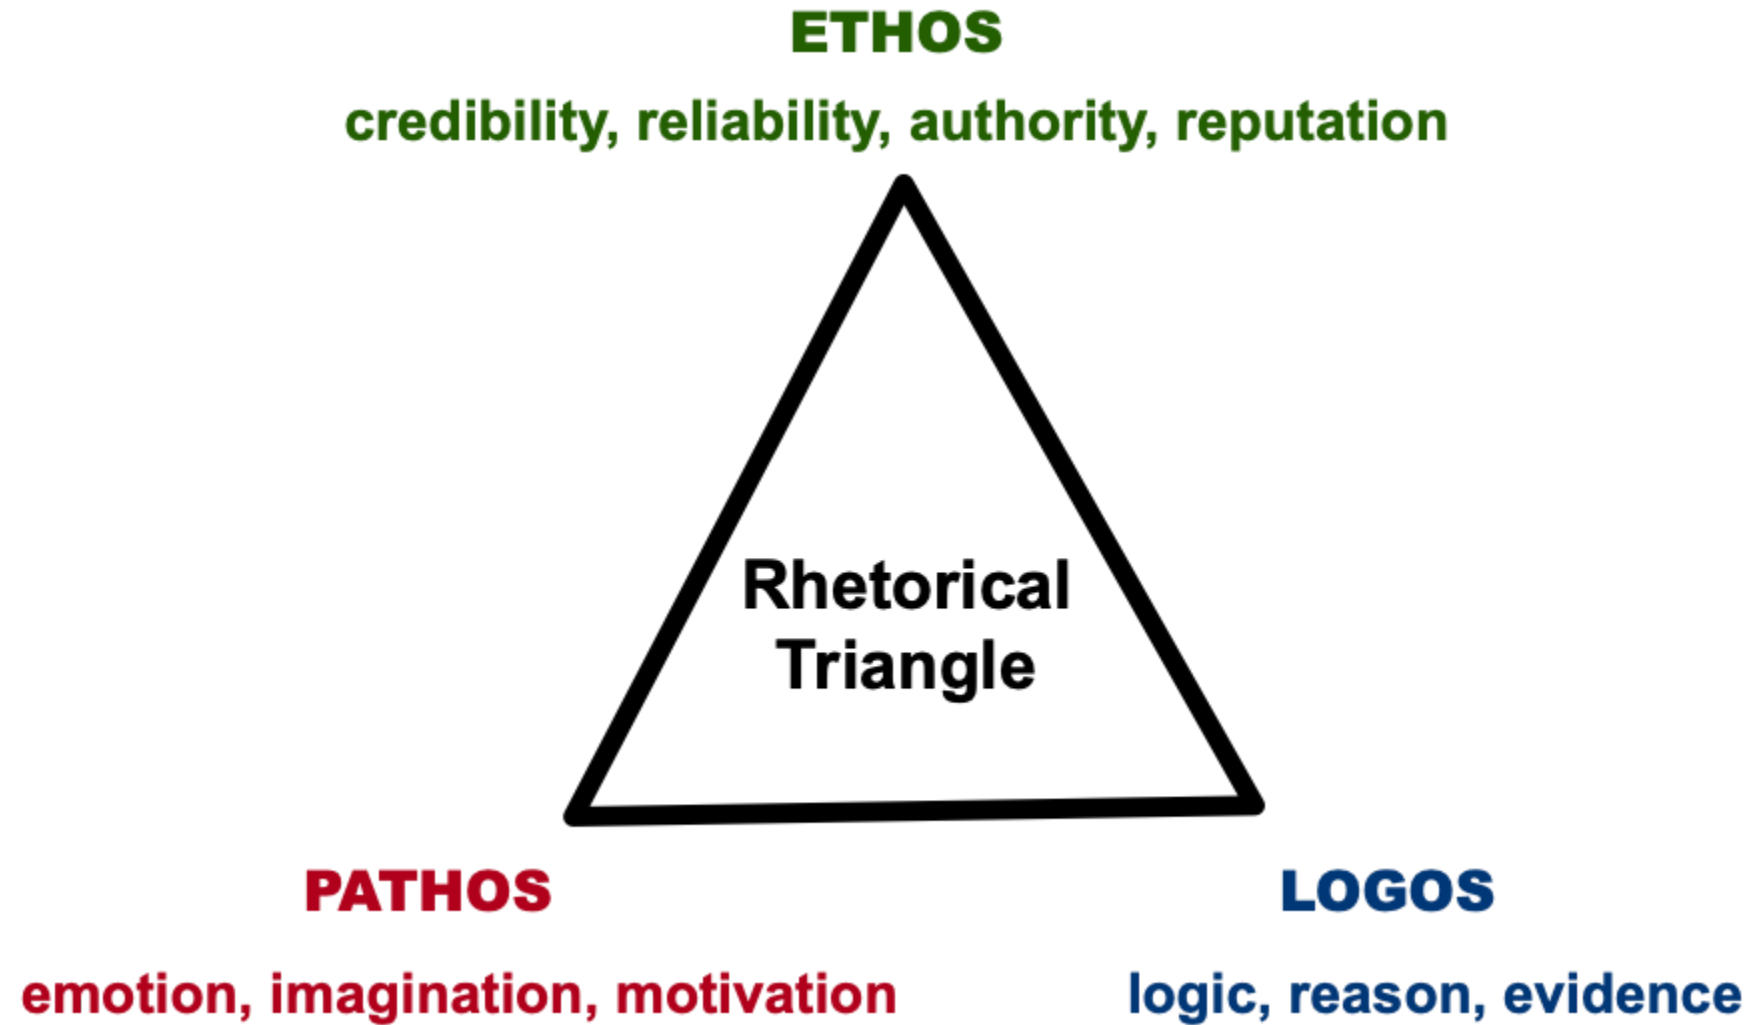 ETHOS
credibility, reliability, authority, reputation
Rhetorical
Triangle
PATHOS
emotion, imagination, motivation
LOGOS
logic, reason, evidence